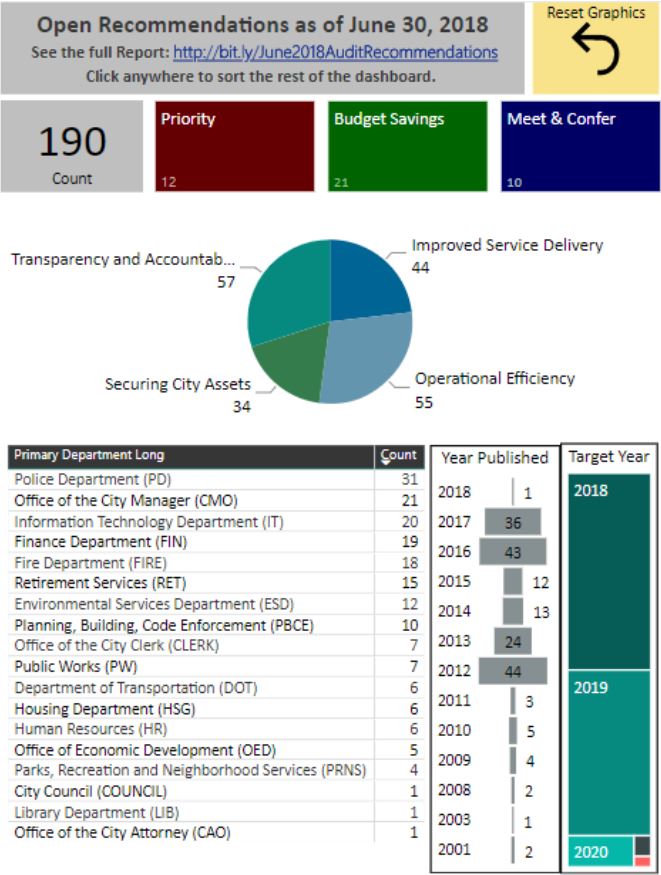 Open Recommendations as of June 30, 2018
See the full Report: http://bit.ly/June2018AuditRecommendations
Click anywhere to sort the rest of the dashboard.
Reset Graphics
190
Count
Priority
12
Budget Savings
21
Meet & Confer
10
Transparency and Accountab...
57
Improved Service Delivery
44
Securing City Assets
34
Operational Efficiency
55
Primary Department Long Count
Police Department (PD) 31
Office of the City Manager (CMO) 21
Information Technology Department (IT) 20
Finance Department (FIN) 19
Fire Department (FIRE) 18
Retirement Services (RET) 15
Environmental Services Department (ESD) 12
Planning, Building, Code Enforcement (PBCE) 10
Office of the City Clerk (CLERK) 7
Public Works (PW) 7
Department of Transportation (DOT) 6
Housing Department (HSG) 6
Human Resources (HR) 6
Office of Economic Development (OED) 5
Parks, Recreation and Neighborhood Services (PRNS) 4
City Council (COUNCIL) 1
Library Department (LIB) 1
Office of the City Attorney (CAO) 1
Year Published
2018 1
2017 36
2016 43
2015 12
2014 13
2013 24
2012 44
2011 3
2010 5
2009 4
2008 2
2003 1
2001 2
Target Year
2018
2019
2020